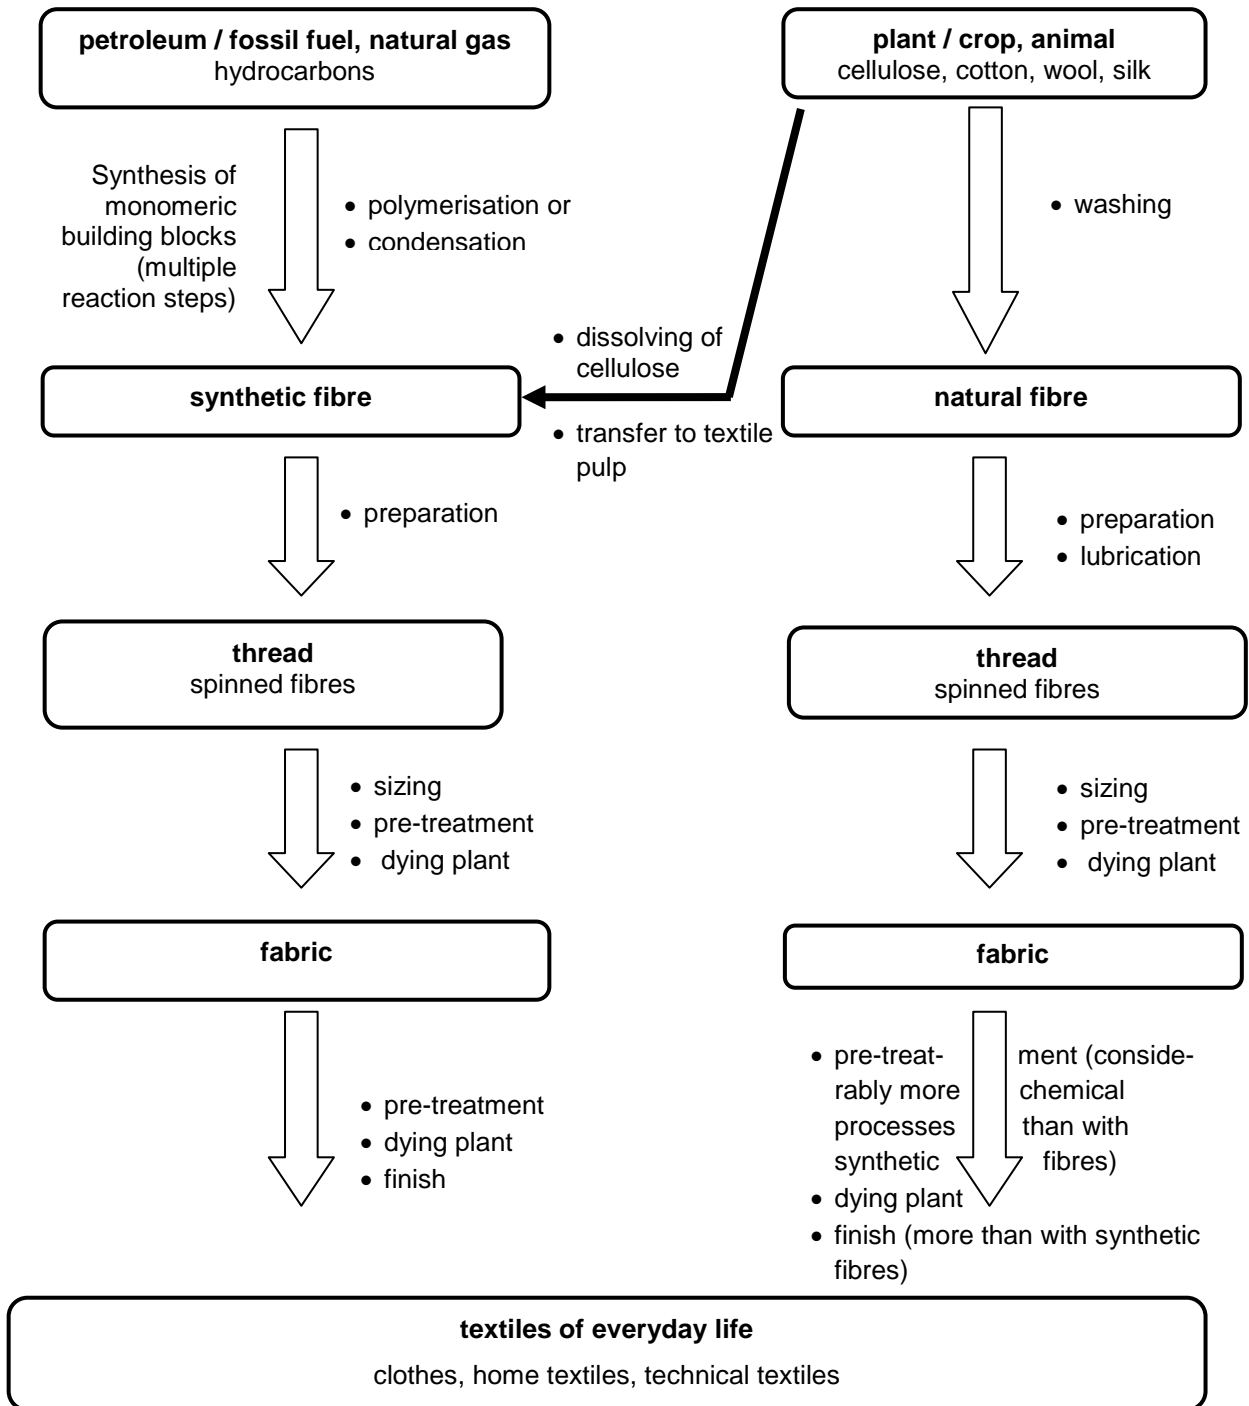 petroleum / fossil fuel, natural gas
hydrocarbons
plant / crop, animal
cellulose, cotton, wool, silk
Synthesis of
monomeric
building blocks
(multiple
reaction steps)
• polymerisation or
• condensation
• washing
• dissolving of
cellulose
• transfer to textile
pulp
synthetic fibre
natural fibre
• preparation
• preparation
• lubrication
thread
spinned fibres
thread
spinned fibres
• sizing
• pre-treatment
• dying plant
• sizing
• pre-treatment
• dying plant
fabric
fabric
• pre-treatment
• dying plant
• finish
• pre-treat- ment (conside-
rably more chemical
processes than with
synthetic fibres)
• dying plant
• finish (more than with synthetic
fibres)
textiles of everyday life
clothes, home textiles, technical textiles